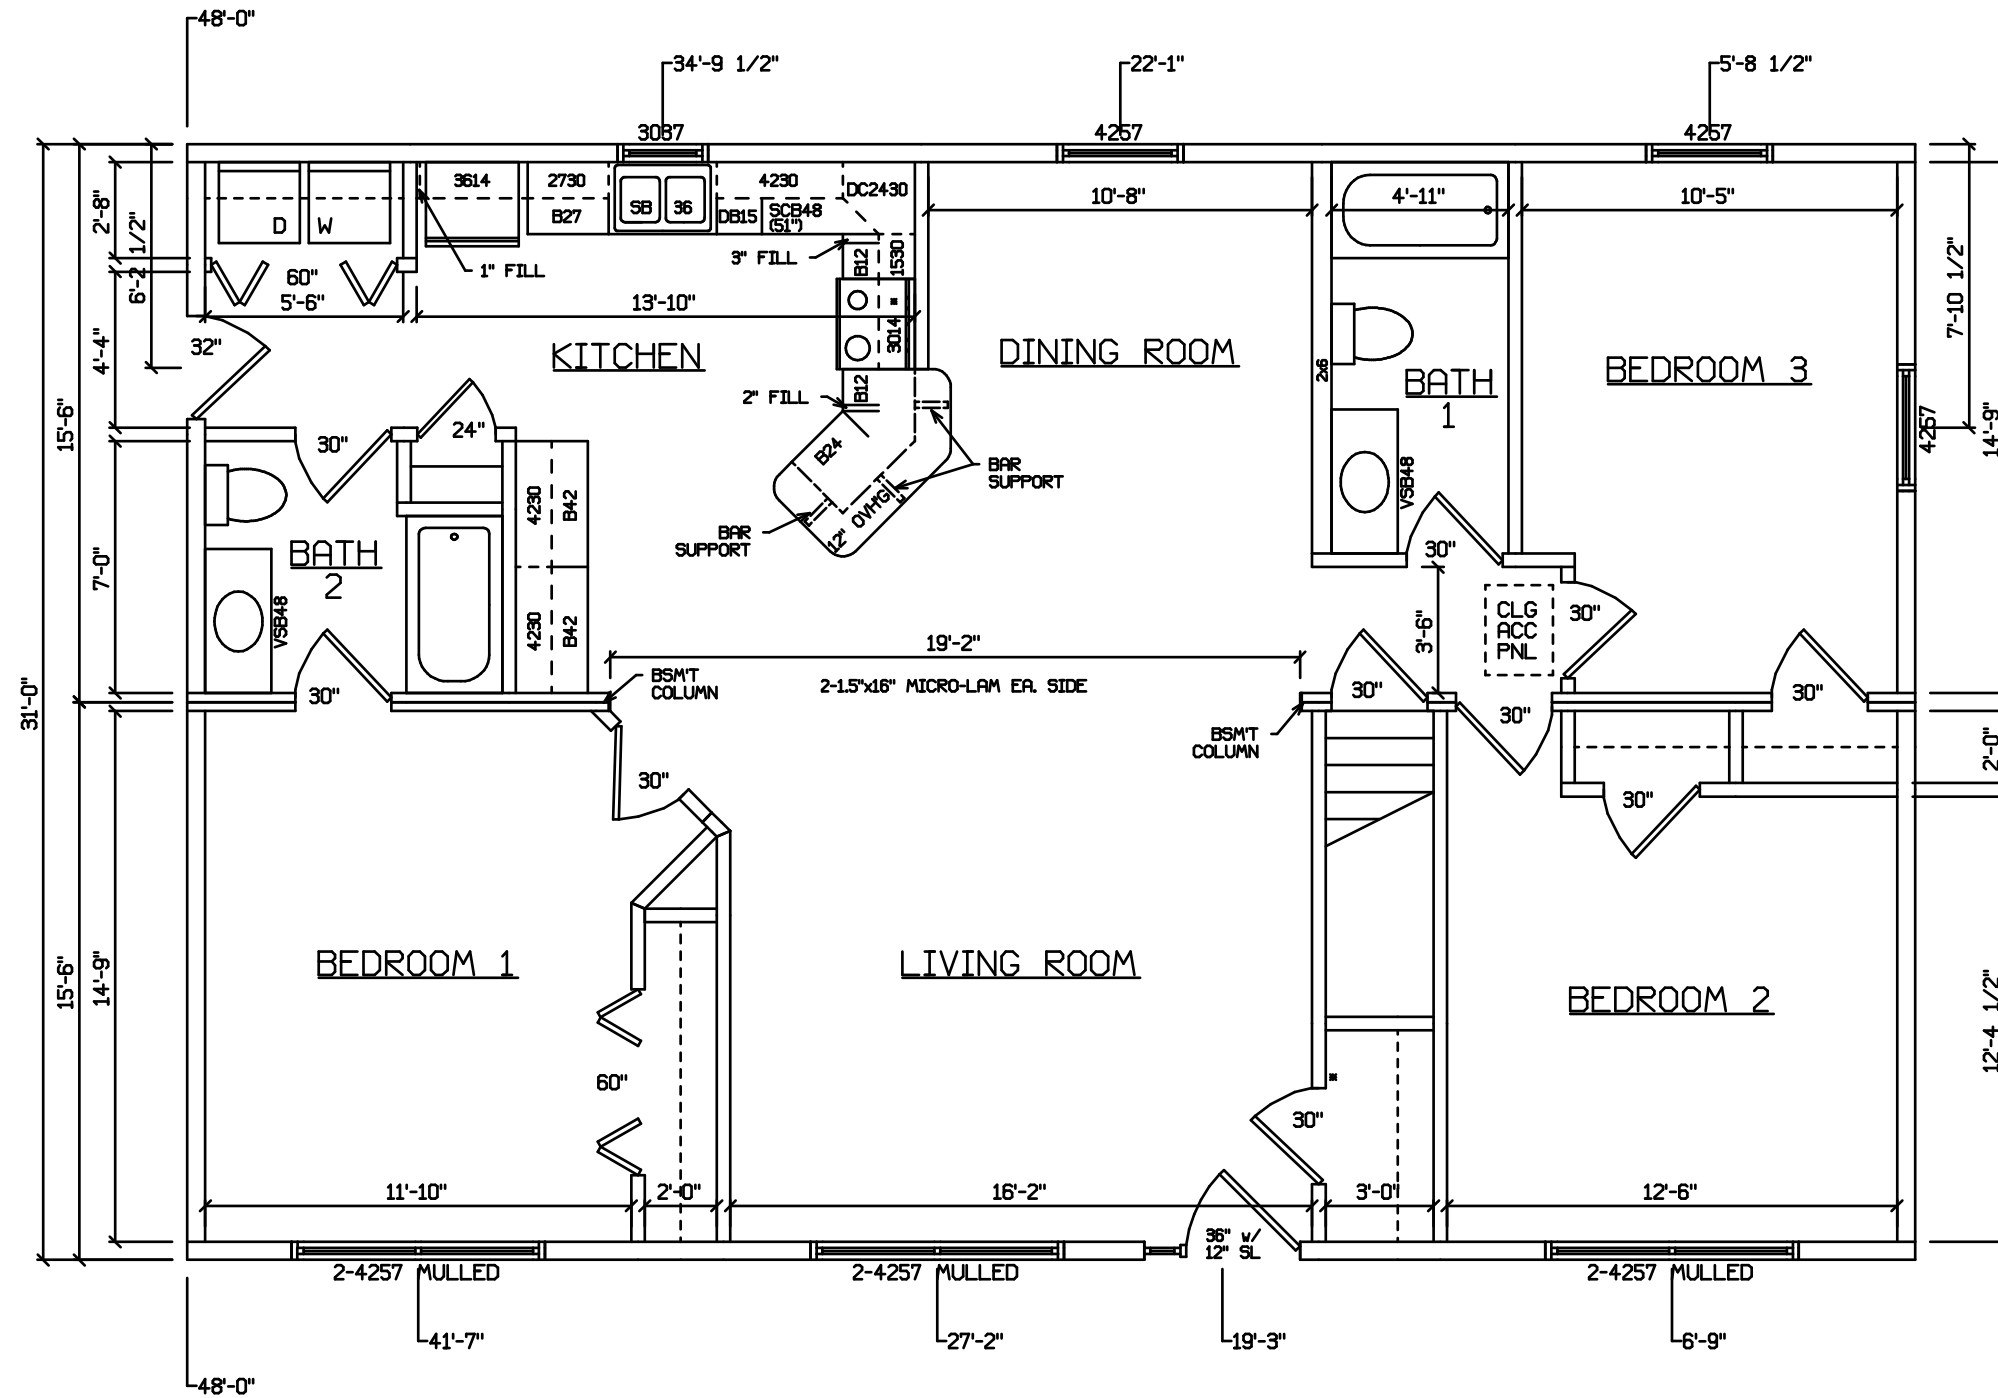 48'-0"
34'-9 1/2"
22'-1"
5'-8 1/2"
3037
4257
4257
3614
2730
4230
DC2430
10'-8"
4'-11"
10'-5"
D W
B27
SB 36
DB15
SCB48
(51")
2'-8"
6'-2 1/2"
3" FILL
B12
1530
1" FILL
60"
5'-6"
13'-10"
7'-10 1/2"
32"
4'-4"
KITCHEN
3014
DINING ROOM
2x6
BATH
1
BEDROOM 3
2" FILL
B12
15'-6"
30"
24"
4257
14'-9"
B24
BAR
SUPPORT
VSB48
4230
B42
12" OVH'G
BAR
SUPPORT
BATH
2
30"
7'-0"
VSB48
4230
B42
3'-6"
CLG
ACC
PNL
30"
19'-2"
31'-0"
30"
BSM'T
COLUMN
2-1.5"x16" MICRO-LAM EA. SIDE
30"
30"
30"
BSM'T
COLUMN
2'-0"
30"
30"
15'-6"
14'-9"
BEDROOM 1
LIVING ROOM
BEDROOM 2
12'-4 1/2"
60"
30"
11'-10"
2'-0"
16'-2"
3'-0"
12'-6"
36" w/
12" SL
2-4257 MULLED
2-4257 MULLED
2-4257 MULLED
41'-7"
27'-2"
19'-3"
6'-9"
48'-0"